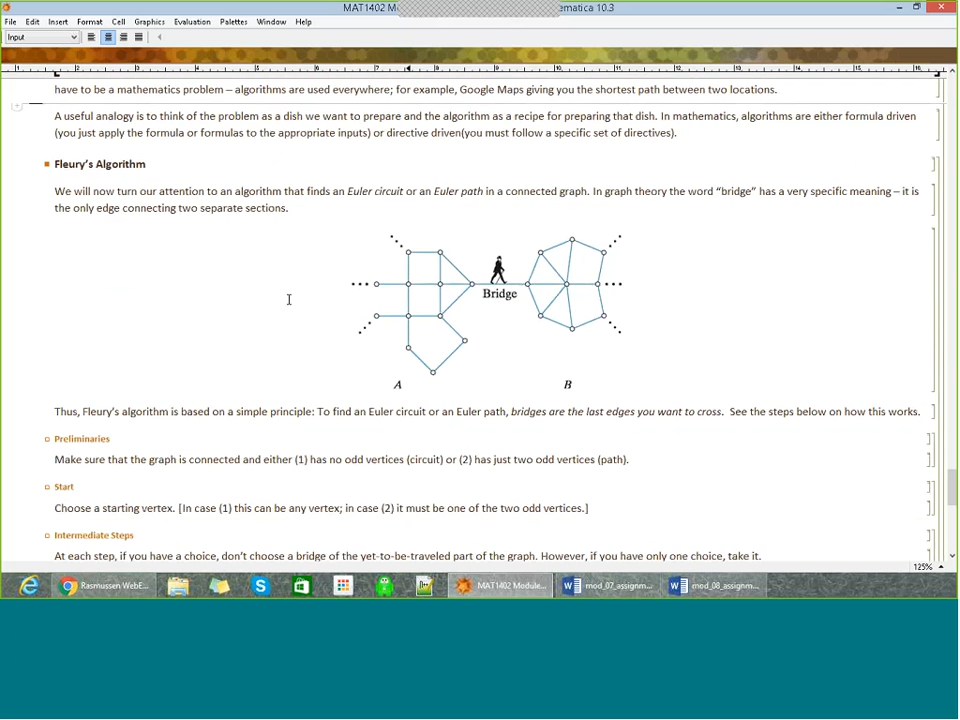 MAT1402 Mo ematica 10.3
File Edit Insert Format Cell Graphics Evaluation Palettes Window Help
Input
7 8 9 10 11 12 13 14 15 16
have to be a mathematics problem – algorithms are used everywhere; for example, Google Maps giving you the shortest path between two locations.
A useful analogy is to think of the problem as a dish we want to prepare and the algorithm as a recipe for preparing that dish. In mathematics, algorithms are either formula driven
(you just apply the formula or formulas to the appropriate inputs) or directive driven(you must follow a specific set of directives).
Fleury's Algorithm
We will now turn our attention to an algorithm that finds an Euler circuit or an Euler path in a connected graph. In graph theory the word “bridge” has a very specific meaning – it is
the only edge connecting two separate sections.
Bridge
A B
Thus, Fleury's algorithm is based on a simple principle: To find an Euler circuit or an Euler path, bridges are the last edges you want to cross. See the steps below on how this works.
Preliminaries
Make sure that the graph is connected and either (1) has no odd vertices (circuit) or (2) has just two odd vertices (path).
Start
Choose a starting vertex. [In case (1) this can be any vertex; in case (2) it must be one of the two odd vertices.]
Intermediate Steps
At each step, if you have a choice, don't choose a bridge of the yet-to-be-traveled part of the graph. However, if you have only one choice, take it.
125%
Rasmussen WebE... MAT1402 Module... mod_07_assignm... mod_08_assignm...